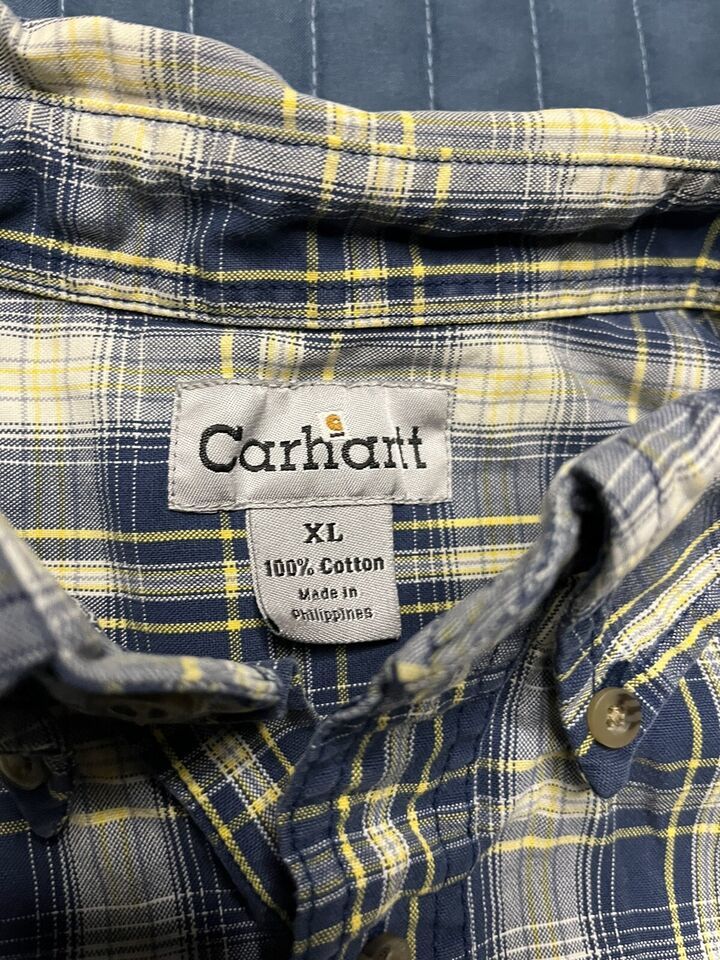 Carhartt
XL
100% Cotton
Made in
Philippines